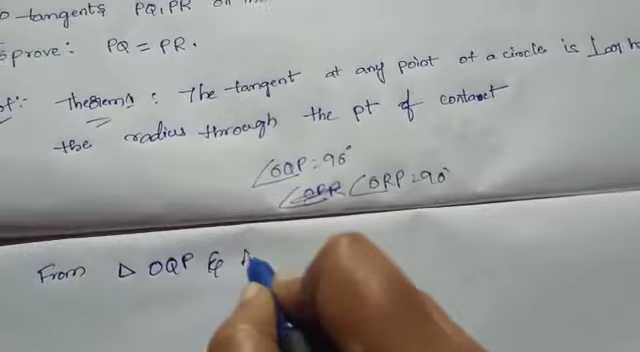 tangents PQ, PR on
prove: PQ = PR.
Theorem: The tangent at any point of a circle is
the radius through the pt of contact
∠OQP = 90°
∠ORP = 90°
From △ OQP &